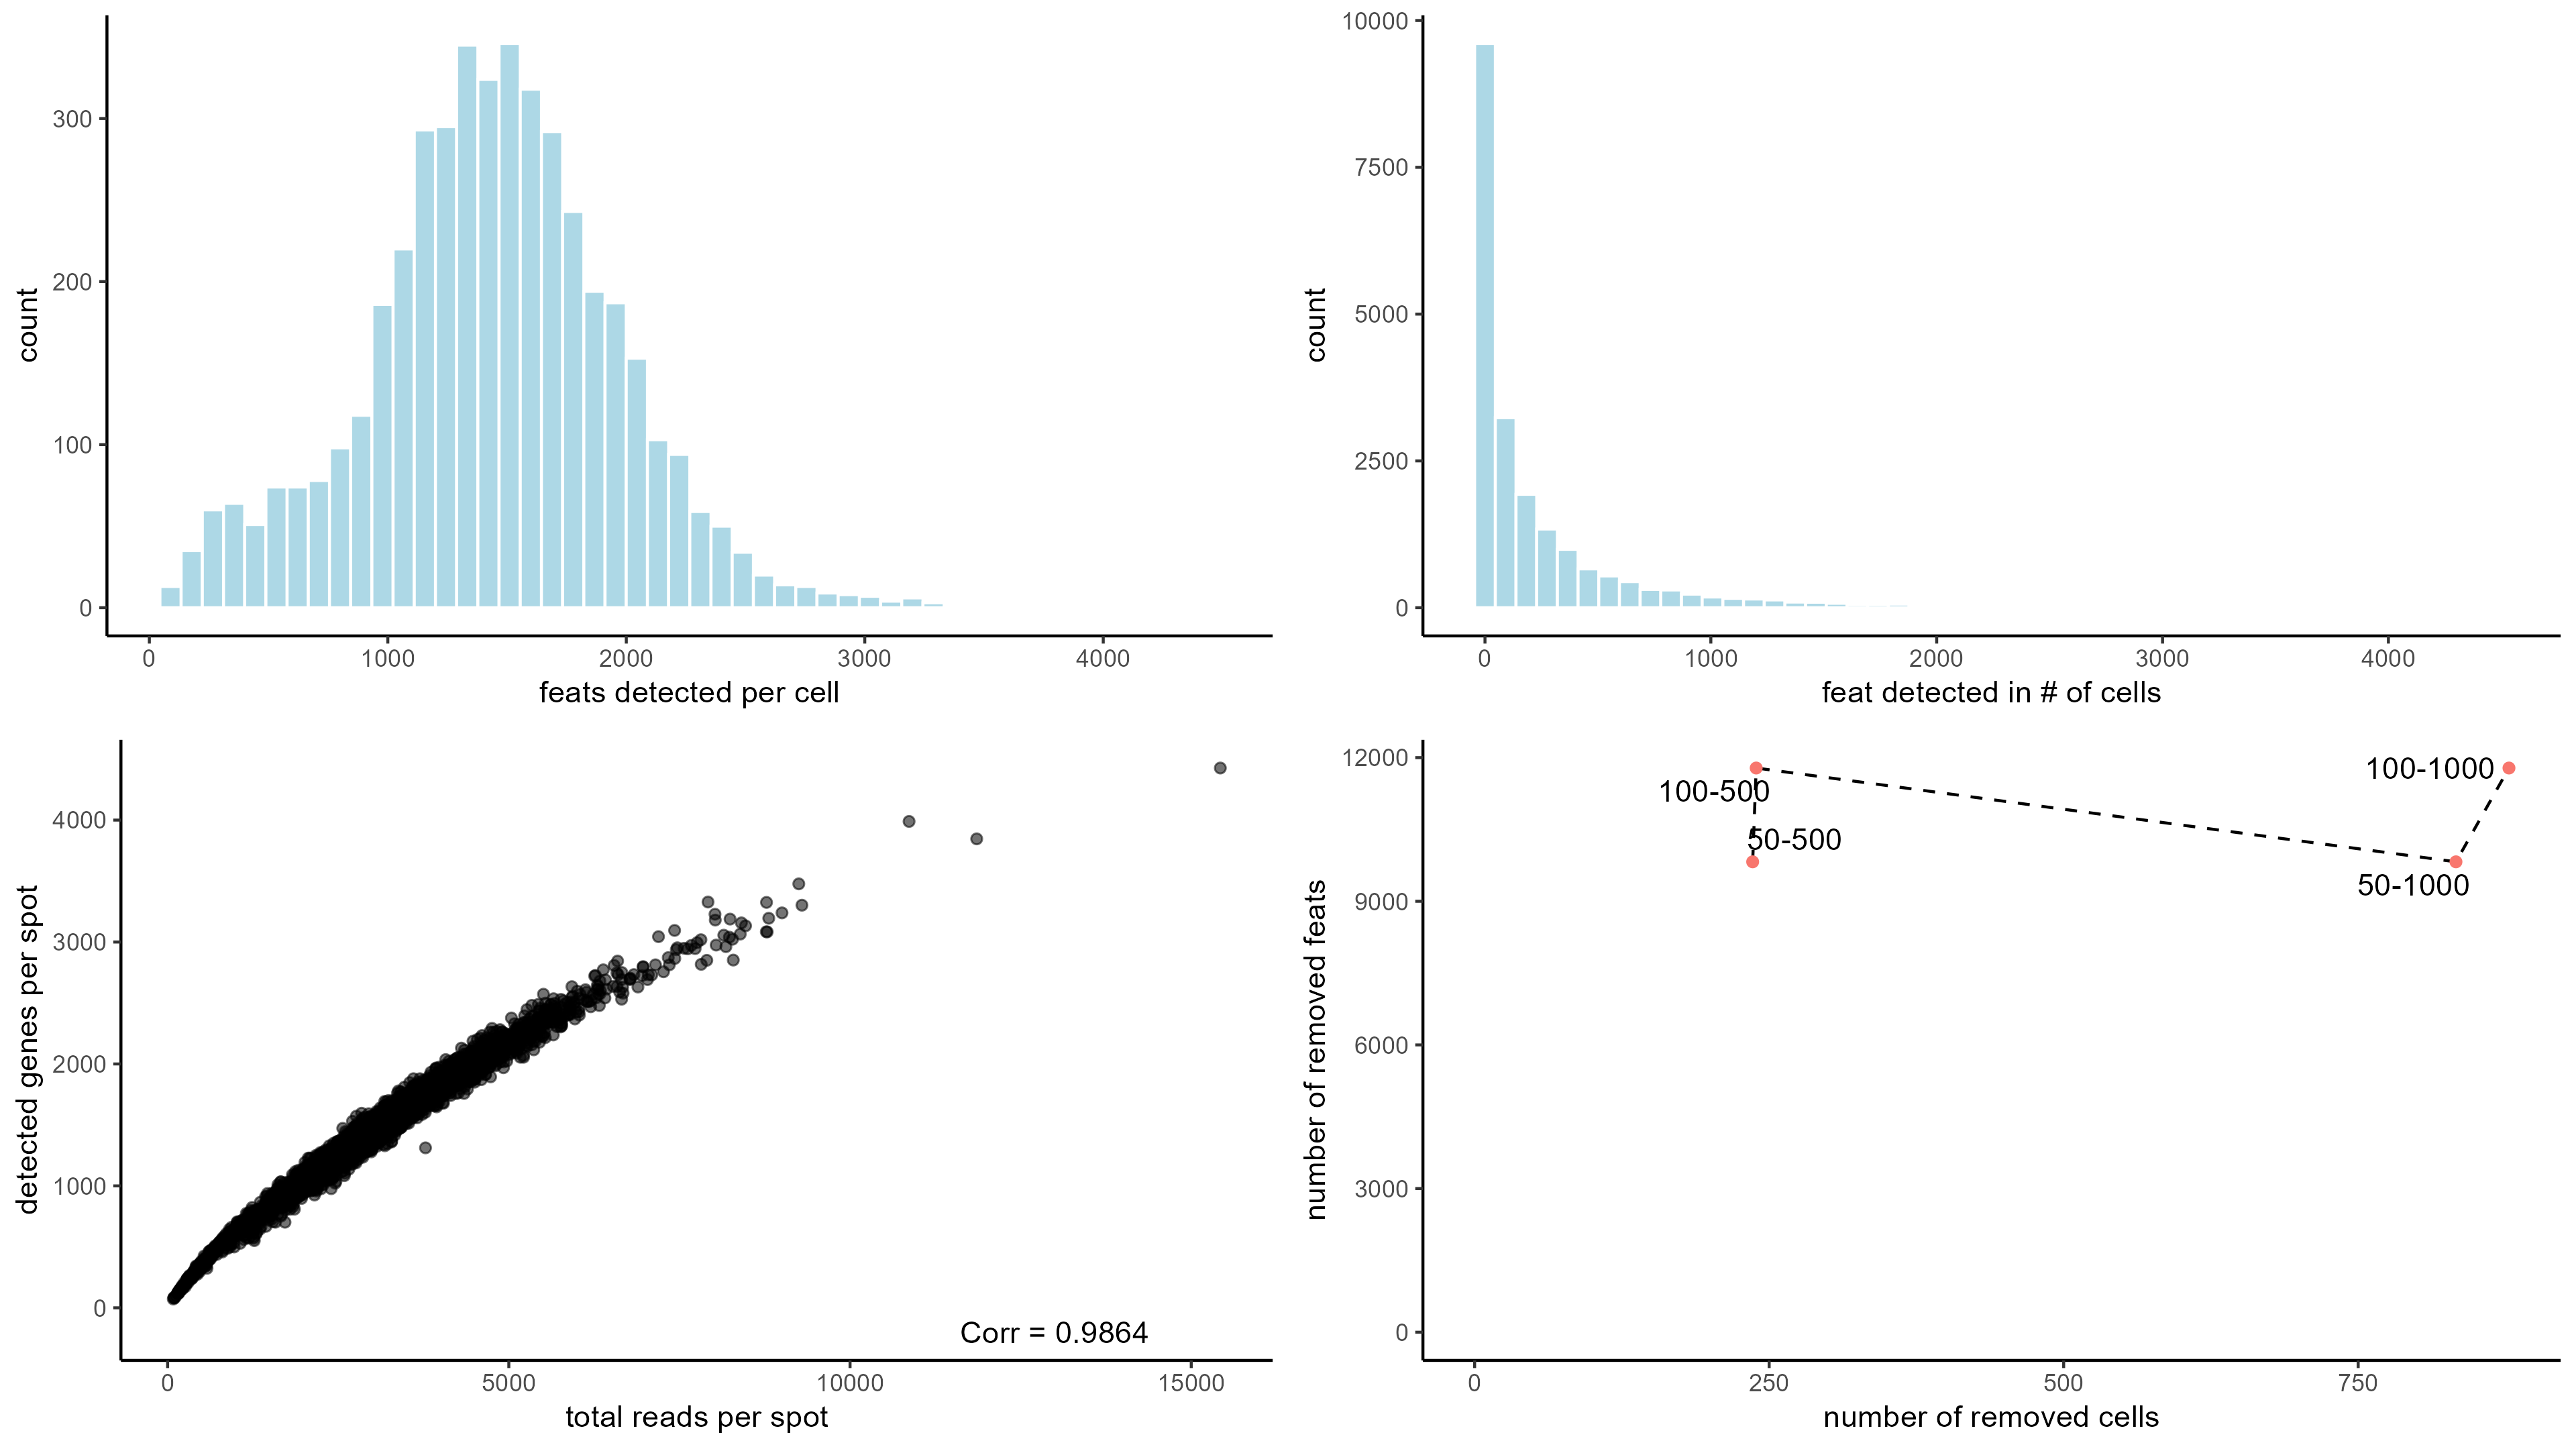 300
200
100
0
count
0 1000 2000 3000 4000
feats detected per cell
10000
7500
5000
2500
0
count
0 1000 2000 3000 4000
feat detected in # of cells
4000
3000
2000
1000
0
detected genes per spot
Corr = 0.9864
0 5000 10000 15000
total reads per spot
12000
9000
6000
3000
0
number of removed feats
100-1000
100-500
50-500
50-1000
0 250 500 750
number of removed cells